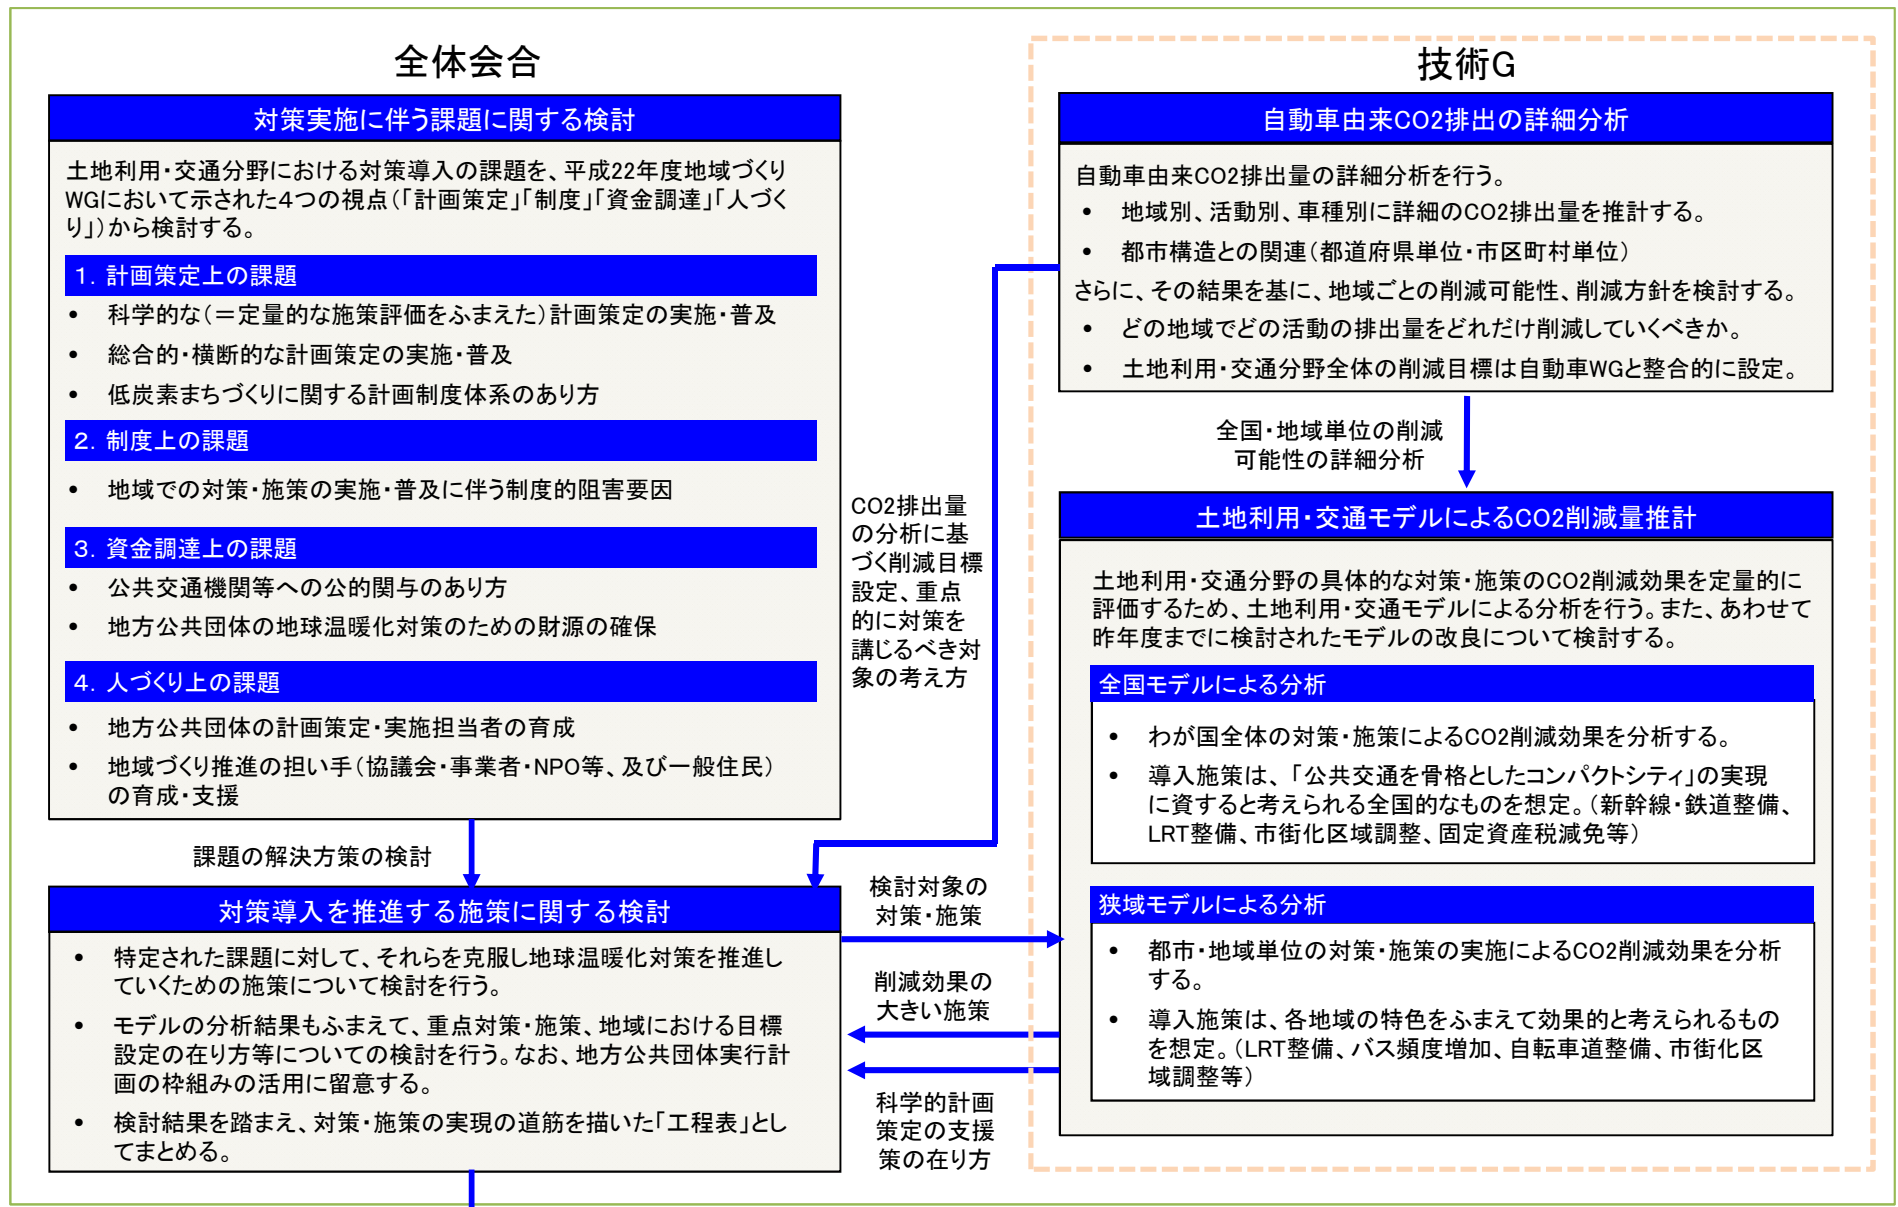 全体会合
対策実施に伴う課題に関する検討
土地利用・交通分野における対策導入の課題を、平成22年度地域づくり
WGにおいて示された4つの視点(「計画策定」「制度」「資金調達」「人づく
り」)から検討する。
1. 計画策定上の課題
• 科学的な(=定量的な施策評価をふまえた)計画策定の実施・普及
• 総合的・横断的な計画策定の実施・普及
• 低炭素まちづくりに関する計画制度体系のあり方
2. 制度上の課題
• 地域での対策・施策の実施・普及に伴う制度的阻害要因
3. 資金調達上の課題
• 公共交通機関等への公的関与のあり方
• 地方公共団体の地球温暖化対策のための財源の確保
4. 人づくり上の課題
• 地方公共団体の計画策定・実施担当者の育成
• 地域づくり推進の担い手(協議会・事業者・NPO等、及び一般住民)
の育成・支援
課題の解決方策の検討
対策導入を推進する施策に関する検討
• 特定された課題に対して、それらを克服し地球温暖化対策を推進し
ていくための施策について検討を行う。
• モデルの分析結果もふまえて、重点対策・施策、地域における目標
設定の在り方等についての検討を行う。なお、地方公共団体実行計
画の枠組みの活用に留意する。
• 検討結果を踏まえ、対策・施策の実現の道筋を描いた「工程表」とし
てまとめる。
CO2排出量
の分析に基
づく削減目標
設定、重点
的に対策を
講じるべき対
象の考え方
検討対象の
対策・施策
削減効果の
大きい施策
科学的計画
策定の支援
策の在り方
技術G
自動車由来CO2排出の詳細分析
自動車由来CO2排出量の詳細分析を行う。
• 地域別、活動別、車種別に詳細のCO2排出量を推計する。
• 都市構造との関連(都道府県単位・市区町村単位)
さらに、その結果を基に、地域ごとの削減可能性、削減方針を検討する。
• どの地域でどの活動の排出量をどれだけ削減していくべきか。
• 土地利用・交通分野全体の削減目標は自動車WGと整合的に設定。
全国・地域単位の削減
可能性の詳細分析
土地利用・交通モデルによるCO2削減量推計
土地利用・交通分野の具体的な対策・施策のCO2削減効果を定量的に
評価するため、土地利用・交通モデルによる分析を行う。また、あわせて
昨年度までに検討されたモデルの改良について検討する。
全国モデルによる分析
• わが国全体の対策・施策によるCO2削減効果を分析する。
• 導入施策は、「公共交通を骨格としたコンパクトシティ」の実現
に資すると考えられる全国的なものを想定。(新幹線・鉄道整備、
LRT整備、市街化区域調整、固定資産税減免等)
狭域モデルによる分析
• 都市・地域単位の対策・施策の実施によるCO2削減効果を分析
する。
• 導入施策は、各地域の特色をふまえて効果的と考えられるもの
を想定。(LRT整備、バス頻度増加、自転車道整備、市街化区
域調整等)